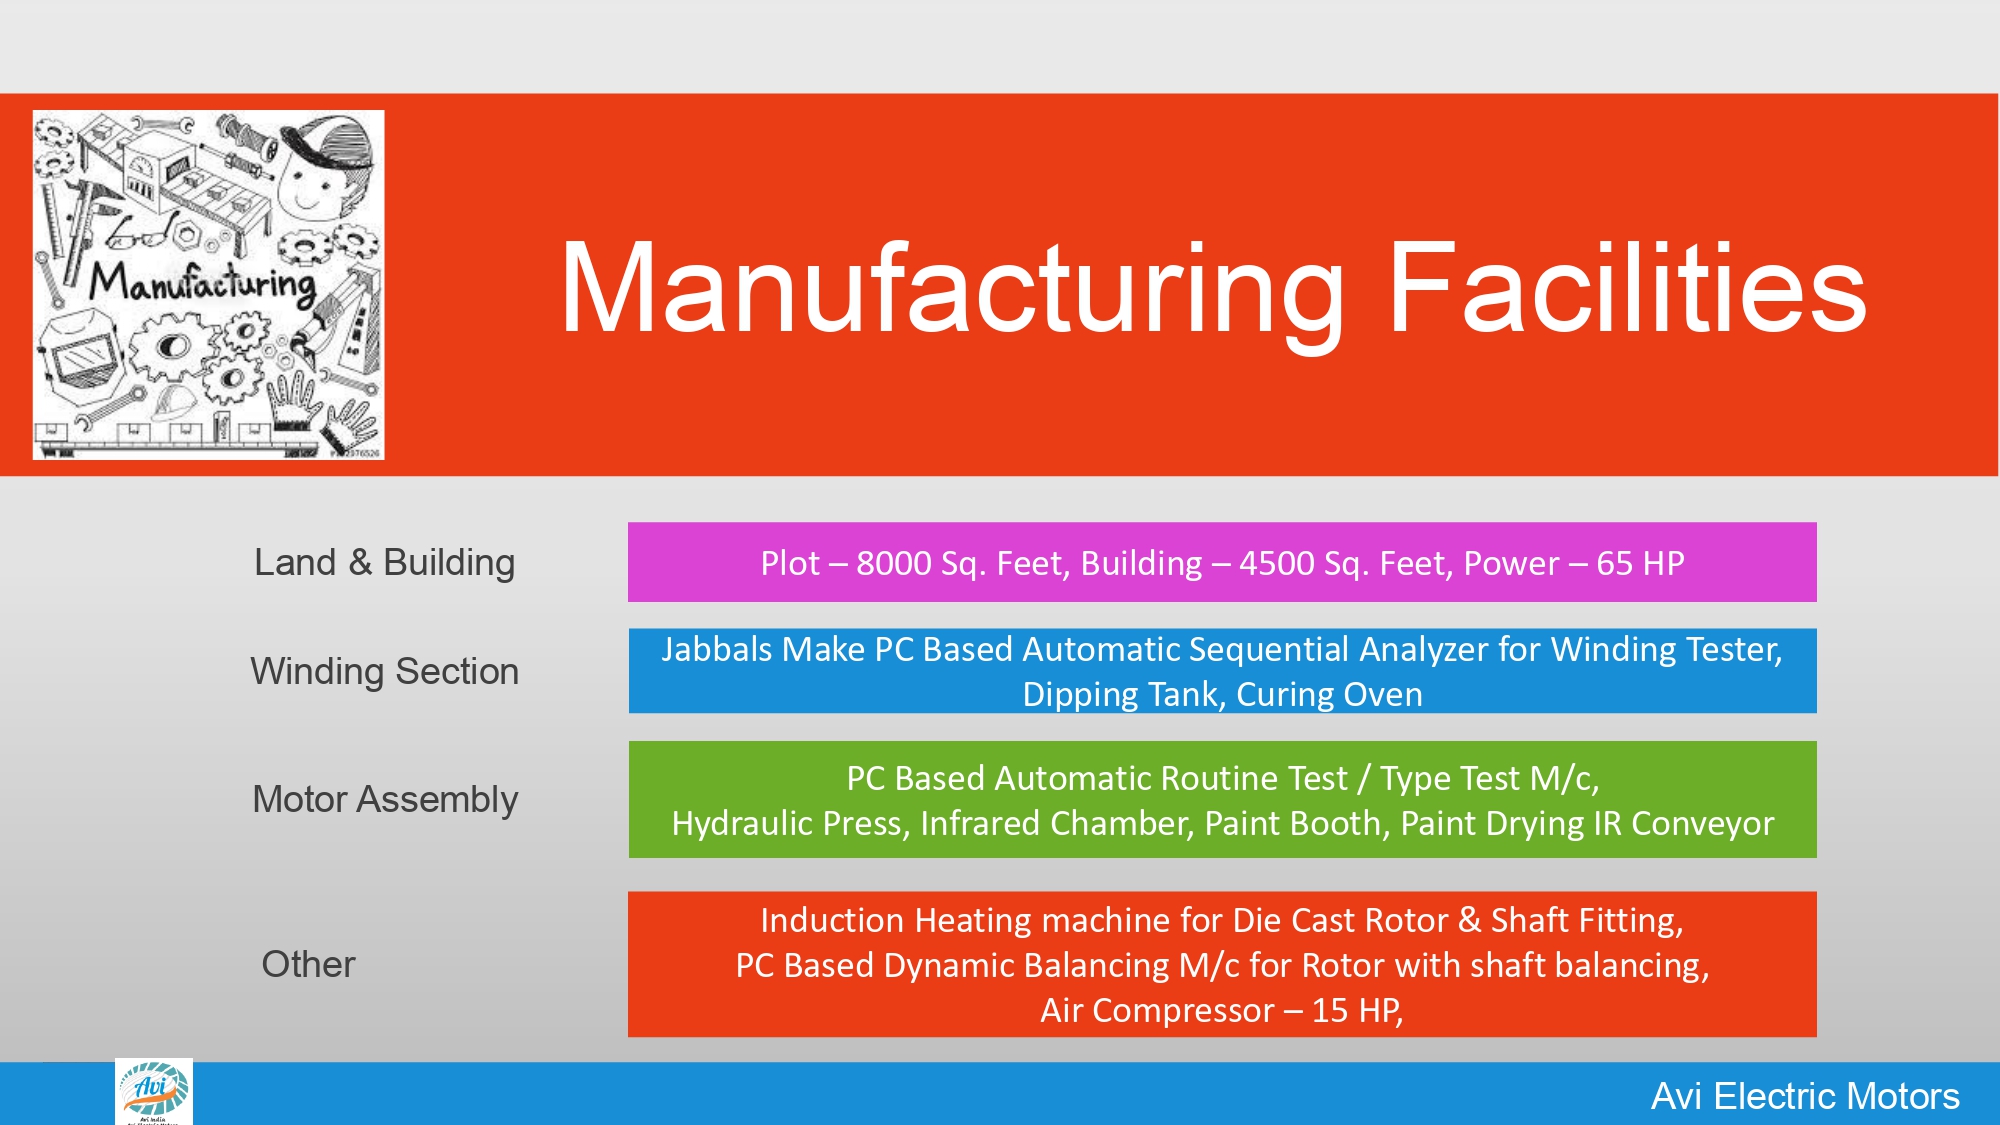 Manufacturing
Manufacturing Facilities
Land & Building
Plot – 8000 Sq. Feet, Building – 4500 Sq. Feet, Power – 65 HP
Winding Section
Jabbals Make PC Based Automatic Sequential Analyzer for Winding Tester,
Dipping Tank, Curing Oven
Motor Assembly
PC Based Automatic Routine Test / Type Test M/c,
Hydraulic Press, Infrared Chamber, Paint Booth, Paint Drying IR Conveyor
Other
Induction Heating machine for Die Cast Rotor & Shaft Fitting,
PC Based Dynamic Balancing M/c for Rotor with shaft balancing,
Air Compressor – 15 HP,
Avi
Avi India
Avi Electric Motors